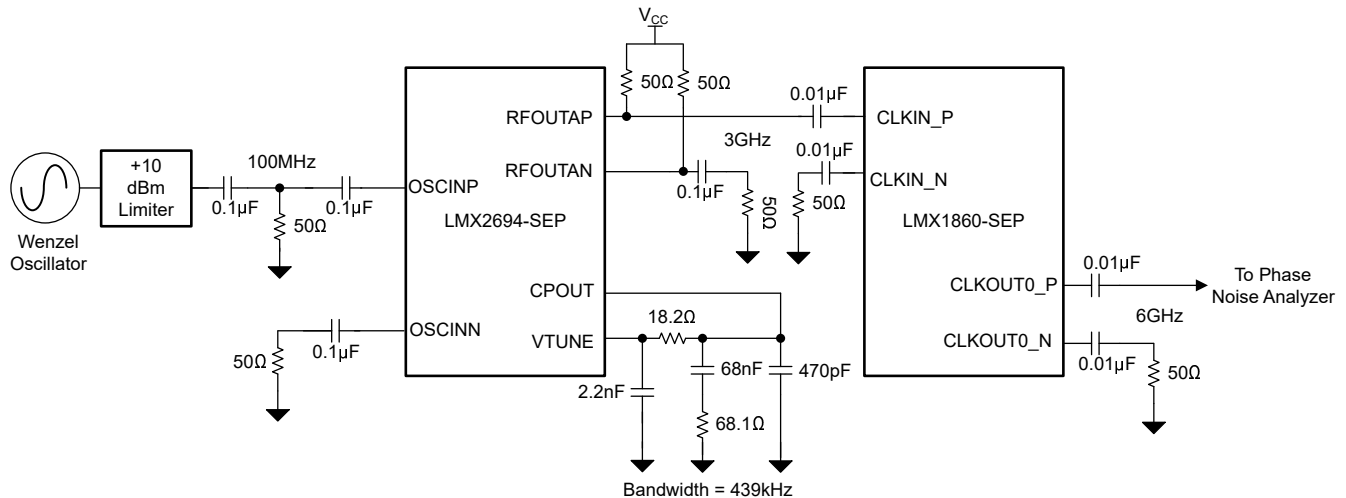 V_CC
50Ω
50Ω
0.01µF
RFOUTAP
CLKIN_P
3GHz
+10
dBm
Limiter
100MHz
0.01µF
RFOUTAN
CLKIN_N
0.1µF
0.1µF
OSCINP
0.1µF
50Ω
50Ω
50Ω
LMX2694-SEP
LMX1860-SEP
Wenzel
Oscillator
0.01µF
CPOUT
CLKOUT0_P
To Phase
Noise Analyzer
18.2Ω
6GHz
OSCINN
VTUNE
CLKOUT0_N
0.1µF
50Ω
68nF
470pF
0.01µF
50Ω
2.2nF
68.1Ω
Bandwidth = 439kHz